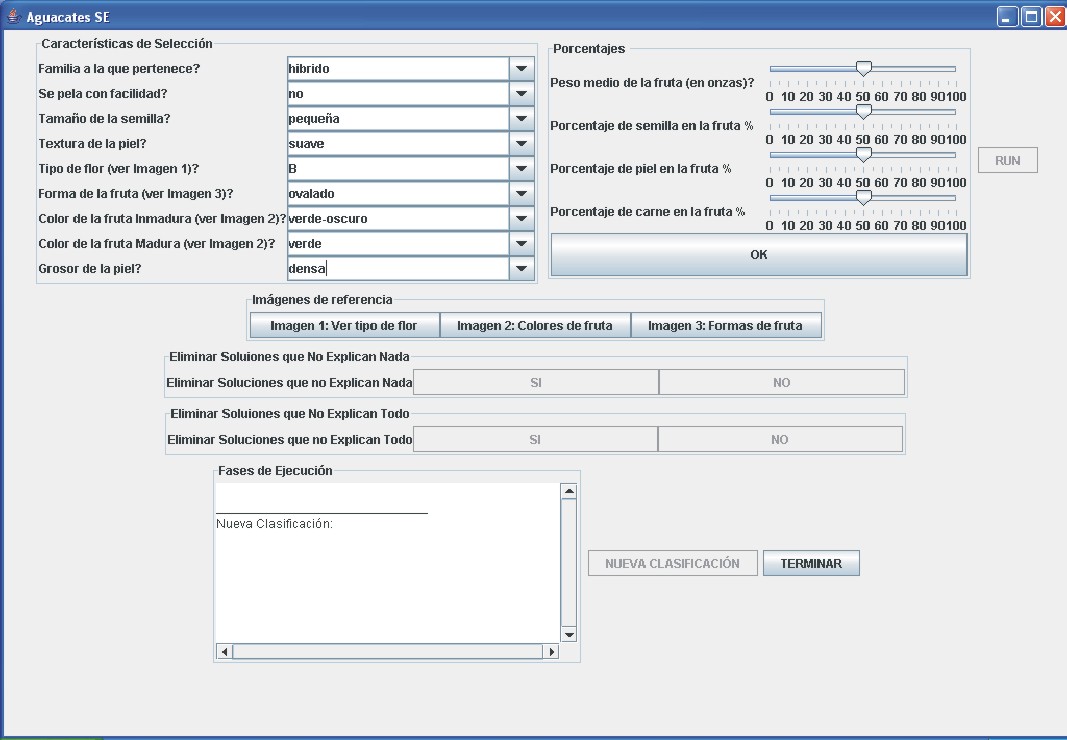 Aguacates SE
Características de Selección
Familia a la que pertenece?
hibrido
Se pela con facilidad?
no
Tamaño de la semilla?
pequeña
Textura de la piel?
suave
Tipo de flor (ver Imagen 1)?
B
Forma de la fruta (ver Imagen 3)?
ovalado
Color de la fruta Inmadura (ver Imagen 2)?
verde-oscuro
Color de la fruta Madura (ver Imagen 2)?
verde
Grosor de la piel?
densa
Porcentajes
Peso medio de la fruta (en onzas)?
0 10 20 30 40 50 60 70 80 90100
Porcentaje de semilla en la fruta %
0 10 20 30 40 50 60 70 80 90100
Porcentaje de piel en la fruta %
0 10 20 30 40 50 60 70 80 90100
Porcentaje de carne en la fruta %
0 10 20 30 40 50 60 70 80 90100
OK
RUN
Imágenes de referencia
Imagen 1: Ver tipo de flor
Imagen 2: Colores de fruta
Imagen 3: Formas de fruta
Eliminar Soluiones que No Explican Nada
Eliminar Soluciones que no Explican Nada
SI
NO
Eliminar Soluiones que No Explican Todo
Eliminar Soluciones que no Explican Todo
SI
NO
Fases de Ejecución
Nueva Clasificación:
NUEVA CLASIFICACIÓN
TERMINAR